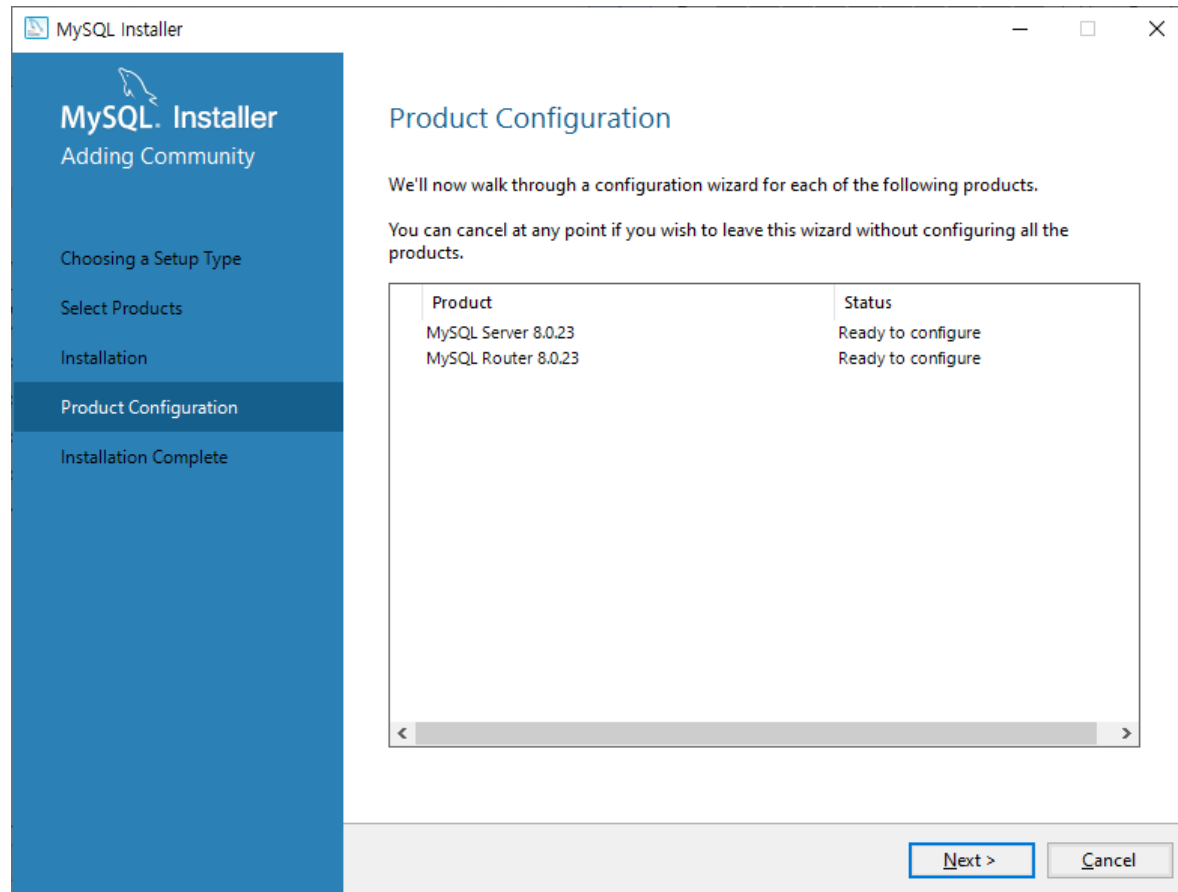 MySQL Installer
MySQL. Installer
Adding Community
Choosing a Setup Type
Select Products
Installation
Product Configuration
Installation Complete
Product Configuration
We'll now walk through a configuration wizard for each of the following products.
You can cancel at any point if you wish to leave this wizard without configuring all the
products.
Product Status
MySQL Server 8.0.23 Ready to configure
MySQL Router 8.0.23 Ready to configure
Next > Cancel